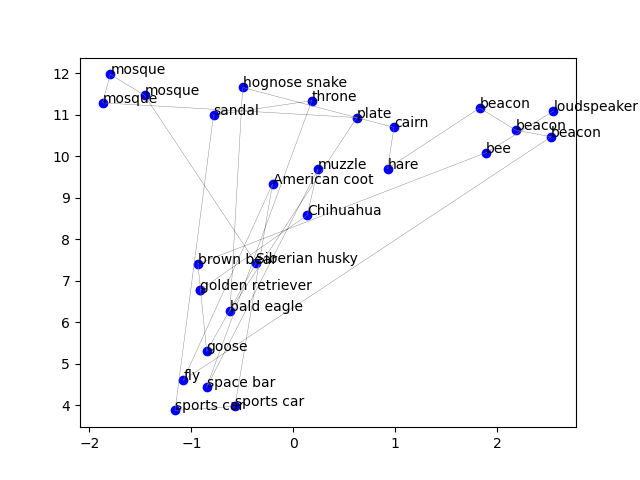 12
11
10
9
8
7
6
5
4
mosque
mosque
mosque
hognose snake
throne
sandal
plate
cairn
beacon
loudspeaker
beacon
beacon
bee
hare
muzzle
American coot
Chihuahua
brown bear
Siberian husky
golden retriever
bald eagle
goose
fly
space bar
sports car
sports car
−2
−1
0
1
2